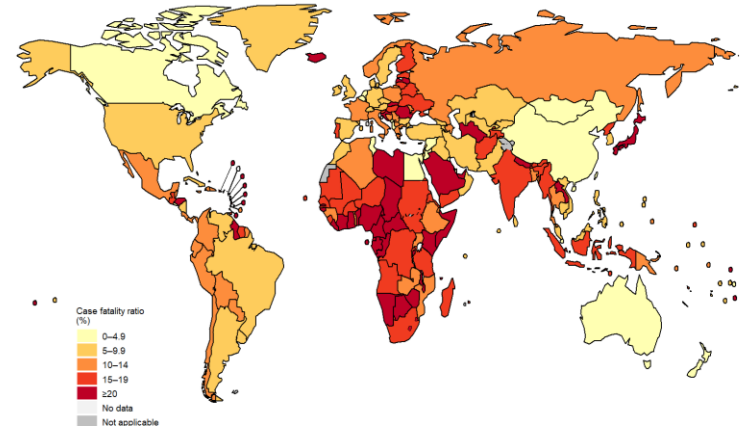 Case fatality ratio
(%)
0–4.9
5–9.9
10–14
15–19
≥20
No data
Not applicable